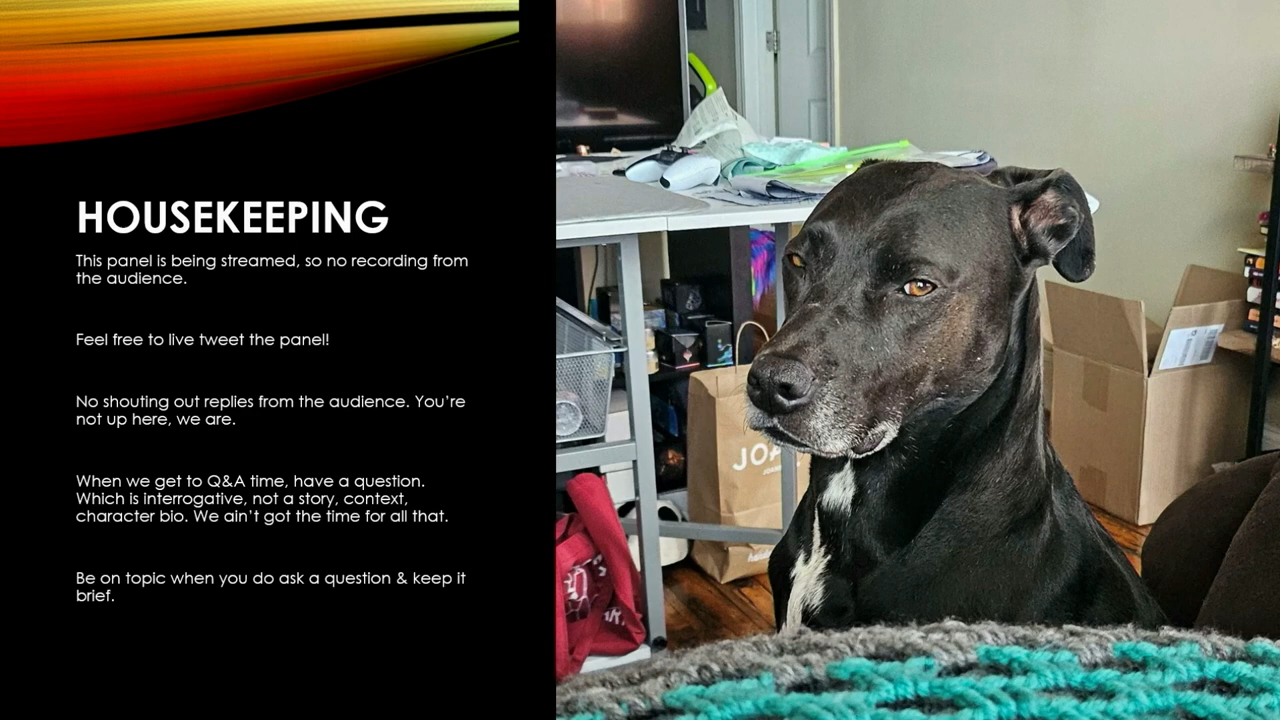 HOUSEKEEPING
This panel is being streamed, so no recording from
the audience.
Feel free to live tweet the panel!
No shouting out replies from the audience. You're
not up here, we are.
When we get to Q&A time, have a question.
Which is interrogative, not a story, context,
character bio. We ain't got the time for all that.
Be on topic when you do ask a question & keep it
brief.